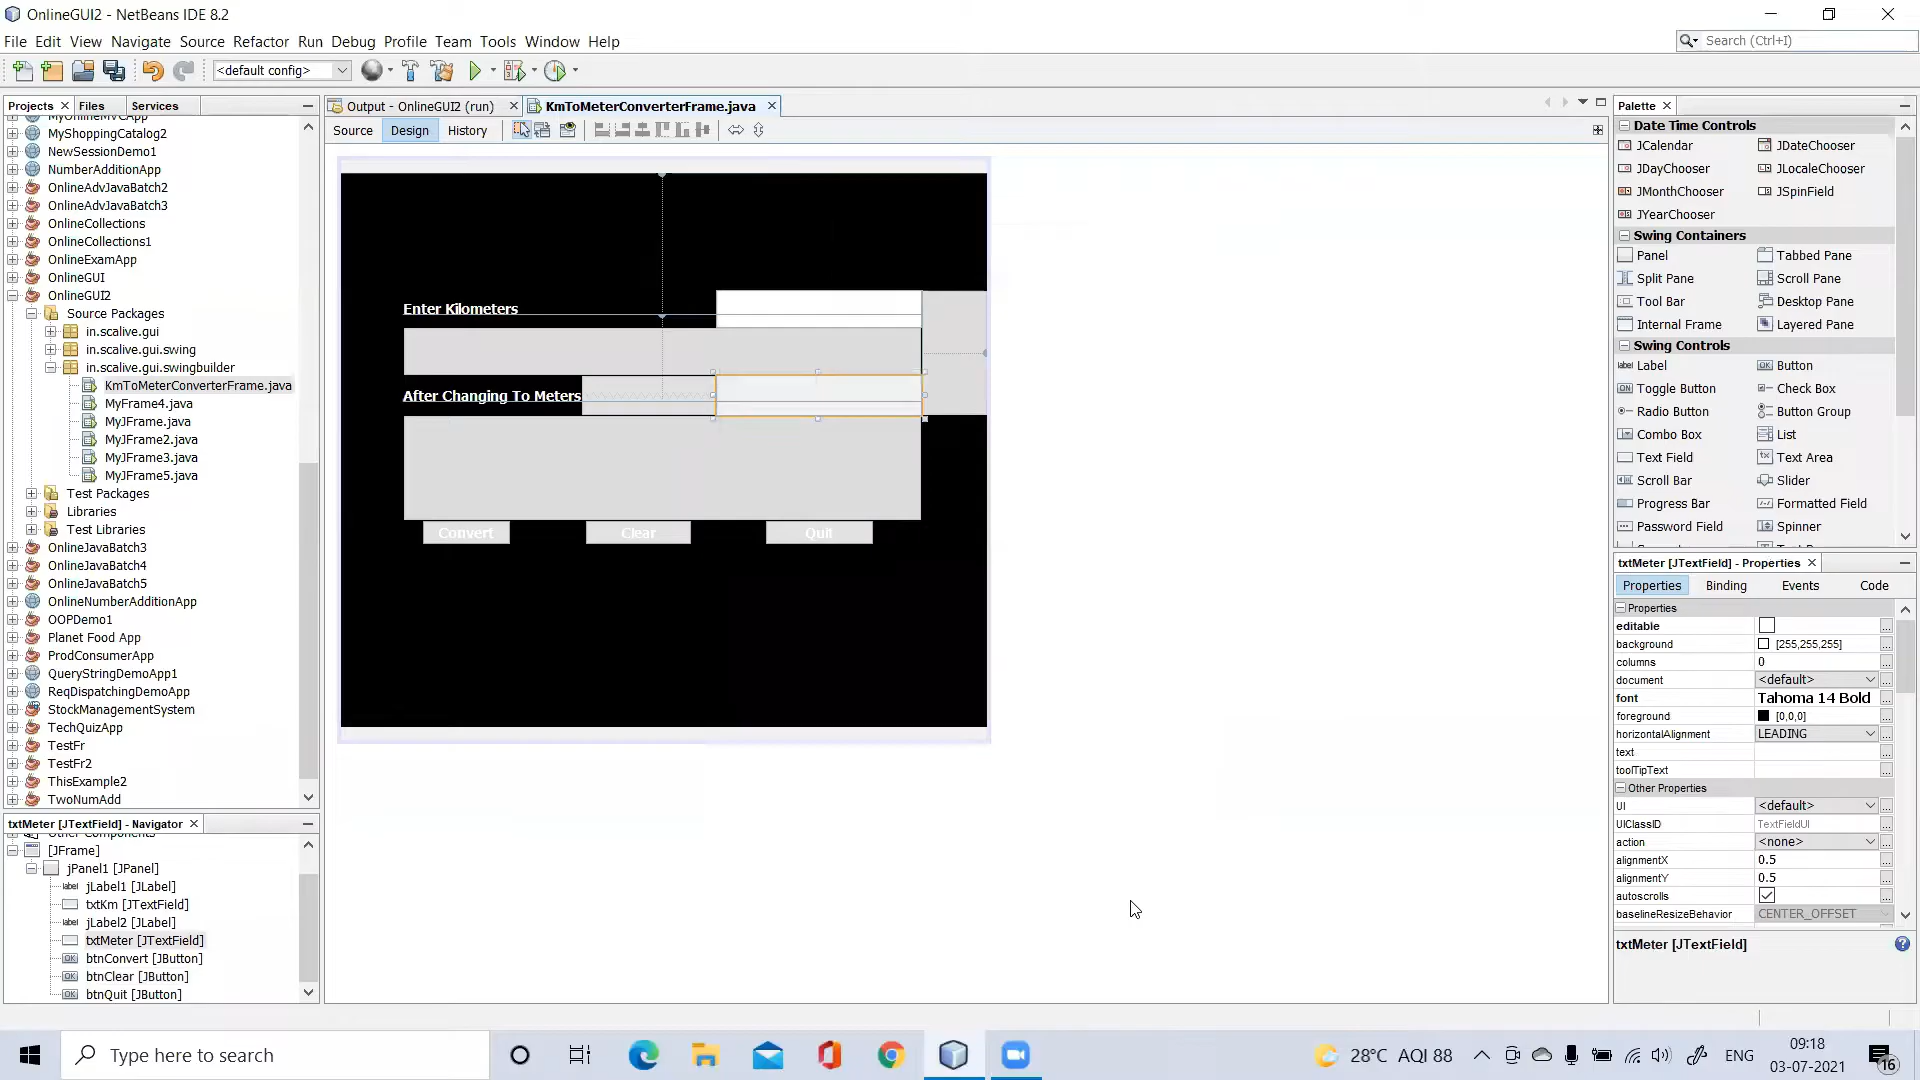 OnlineGUI2 - NetBeans IDE 8.2
File Edit View Navigate Source Refactor Run Debug Profile Team Tools Window Help
Search (Ctrl+I)
<default config>
Projects Files Services
MyOnlineMVCApp
MyShoppingCatalog2
NewSessionDemo1
NumberAdditionApp
OnlineAdvJavaBatch2
OnlineAdvJavaBatch3
OnlineCollections
OnlineCollections1
OnlineExamApp
OnlineGUI
OnlineGUI2
Source Packages
in.scalive.gui
in.scalive.gui.swing
in.scalive.gui.swingbuilder
KmToMeterConverterFrame.java
MyFrame4.java
MyJFrame.java
MyJFrame2.java
MyJFrame3.java
MyJFrame5.java
Test Packages
Libraries
Test Libraries
OnlineJavaBatch3
OnlineJavaBatch4
OnlineJavaBatch5
OnlineNumberAdditionApp
OOPDemo1
Planet Food App
ProdConsumerApp
QueryStringDemoApp1
ReqDispatchingDemoApp
StockManagementSystem
TechQuizApp
TestFr
TestFr2
ThisExample2
TwoNumAdd
txtMeter [JTextField] - Navigator
Other Components
[JFrame]
jPanel1 [JPanel]
label jLabel1 [JLabel]
txtKm [JTextField]
label jLabel2 [JLabel]
txtMeter [JTextField]
OK btnConvert [JButton]
OK btnClear [JButton]
OK btnQuit [JButton]
Output - OnlineGUI2 (run) KmToMeterConverterFrame.java
Source Design History
Enter Kilometers
After Changing To Meters
Convert Clear Quit
Palette
Date Time Controls
JCalendar JDateChooser
JDayChooser JLocaleChooser
JMonthChooser JSpinField
JYearChooser
Swing Containers
Panel Tabbed Pane
Split Pane Scroll Pane
Tool Bar Desktop Pane
Internal Frame Layered Pane
Swing Controls
label Label OK Button
ON Toggle Button Check Box
Radio Button Button Group
Combo Box List
Text Field Text Area
Scroll Bar Slider
Progress Bar Formatted Field
Password Field Spinner
txtMeter [JTextField] - Properties
Properties Binding Events Code
Properties
editable
background [255,255,255]
columns 0
document <default>
font Tahoma 14 Bold
foreground [0,0,0]
horizontalAlignment LEADING
text
toolTipText
Other Properties
UI <default>
UIClassID TextFieldUI
action <none>
alignmentX 0.5
alignmentY 0.5
autoscrolls
baselineResizeBehavior CENTER_OFFSET
txtMeter [JTextField]
Type here to search
28°C AQI 88
ENG
09:18
03-07-2021
16